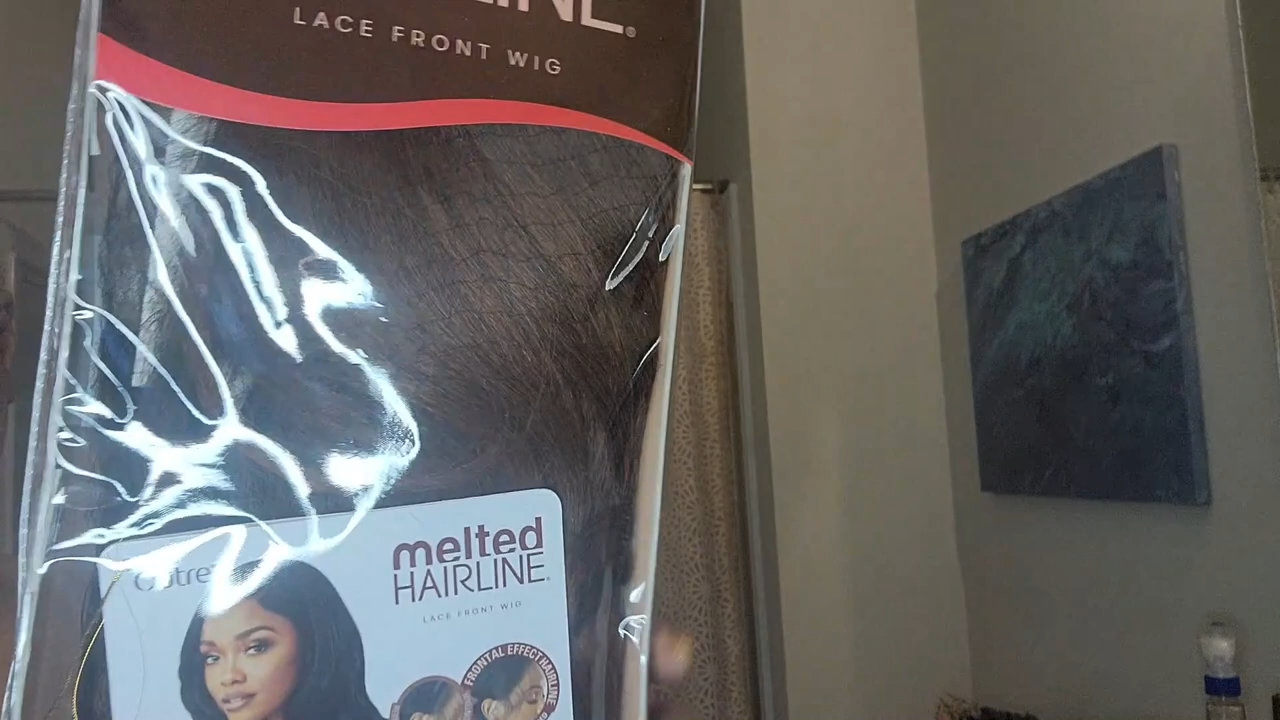 LACE FRONT WIG
melted
HAIRLINE®
LACE FRONT WIG
FRONTAL EFFECT HAIRLINE